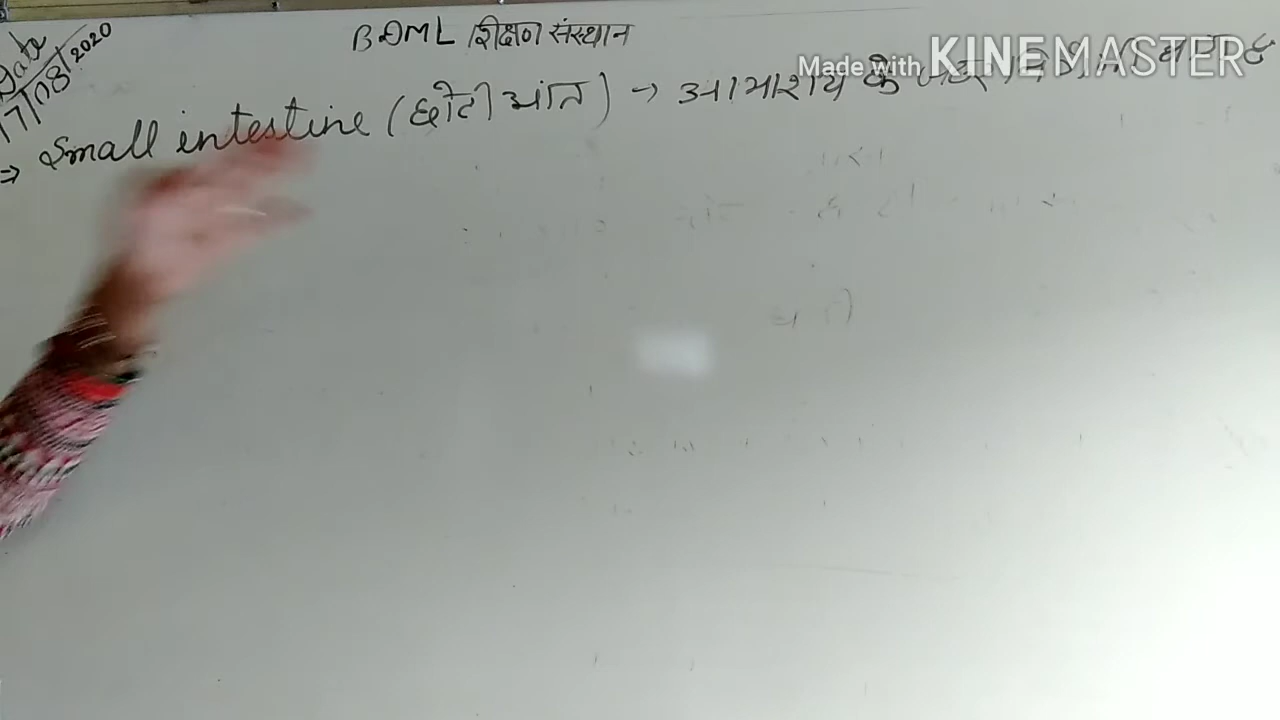 Date
17/08/2020
BDML शिक्षण संस्थान
Made with KINEMASTER
⇒ Small intestine (छोटी आंत) → आमाशय के